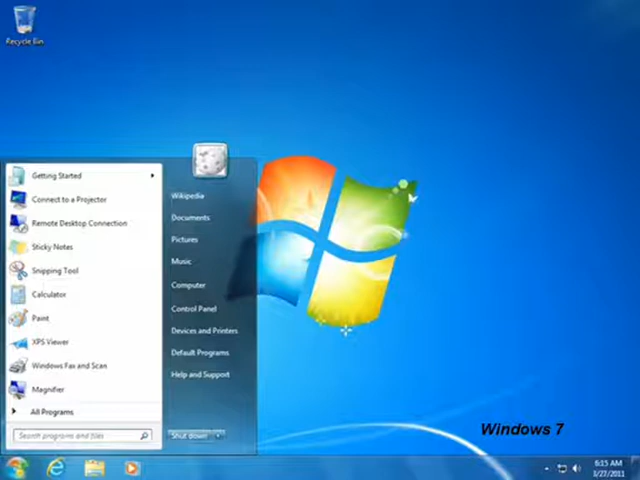 Recycle Bin
Getting Started
Connect to a Projector
Remote Desktop Connection
Sticky Notes
Snipping Tool
Calculator
Paint
XPS Viewer
Windows Fax and Scan
Magnifier
All Programs
Search programs and files
Wikipedia
Documents
Pictures
Music
Computer
Control Panel
Devices and Printers
Default Programs
Help and Support
Shut down
Windows 7
6:15 AM
1/27/2011